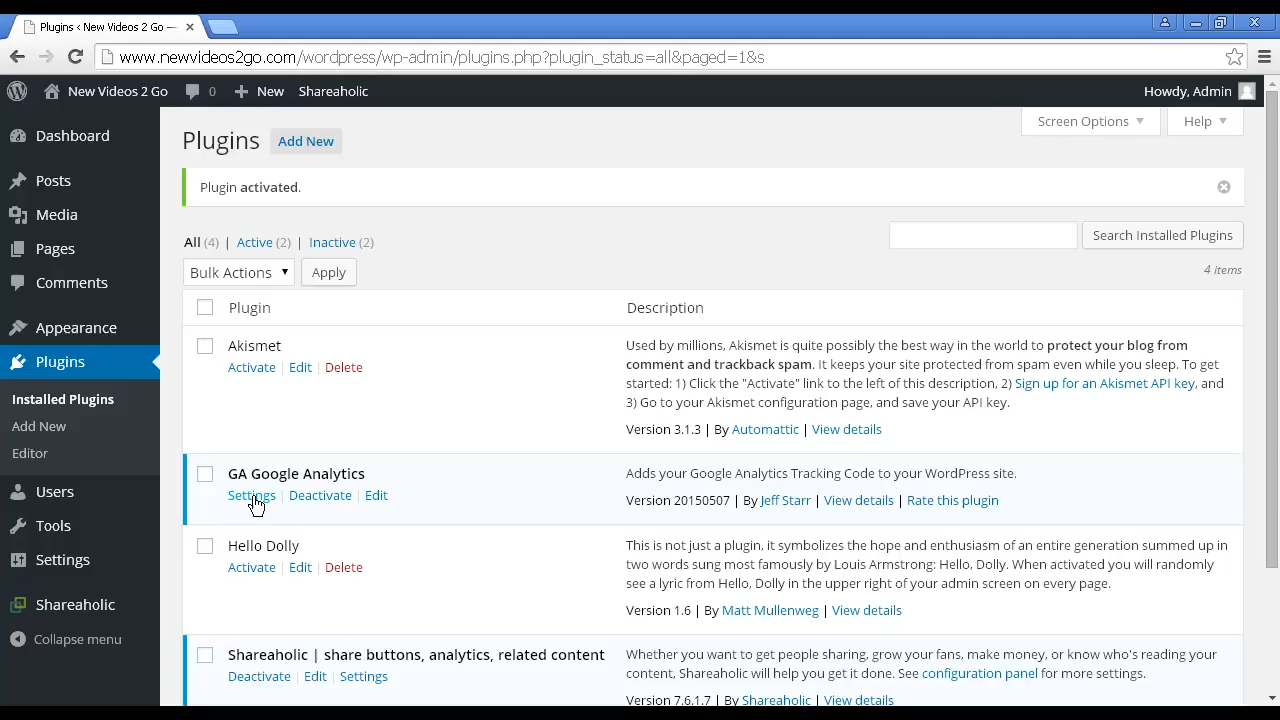 Plugins < New Videos 2 Go —
www.newvideos2go.com/wordpress/wp-admin/plugins.php?plugin_status=all&paged=1&s
New Videos 2 Go 0 New Shareaholic Howdy, Admin
Dashboard
Posts
Media
Pages
Comments
Appearance
Plugins
Installed Plugins
Add New
Editor
Users
Tools
Settings
Shareaholic
Collapse menu
Screen Options Help
Plugins Add New
Plugin activated.
All (4) | Active (2) | Inactive (2)
Search Installed Plugins
Bulk Actions Apply
4 items
Plugin Description
Akismet
Activate | Edit | Delete
Used by millions, Akismet is quite possibly the best way in the world to protect your blog from
comment and trackback spam. It keeps your site protected from spam even while you sleep. To get
started: 1) Click the "Activate" link to the left of this description, 2) Sign up for an Akismet API key, and
3) Go to your Akismet configuration page, and save your API key.
Version 3.1.3 | By Automattic | View details
GA Google Analytics
Settings | Deactivate | Edit
Adds your Google Analytics Tracking Code to your WordPress site.
Version 20150507 | By Jeff Starr | View details | Rate this plugin
Hello Dolly
Activate | Edit | Delete
This is not just a plugin, it symbolizes the hope and enthusiasm of an entire generation summed up in
two words sung most famously by Louis Armstrong: Hello, Dolly. When activated you will randomly
see a lyric from Hello, Dolly in the upper right of your admin screen on every page.
Version 1.6 | By Matt Mullenweg | View details
Shareaholic | share buttons, analytics, related content
Deactivate | Edit | Settings
Whether you want to get people sharing, grow your fans, make money, or know who's reading your
content, Shareaholic will help you get it done. See configuration panel for more settings.
Version 7.6.1.7 | By Shareaholic | View details